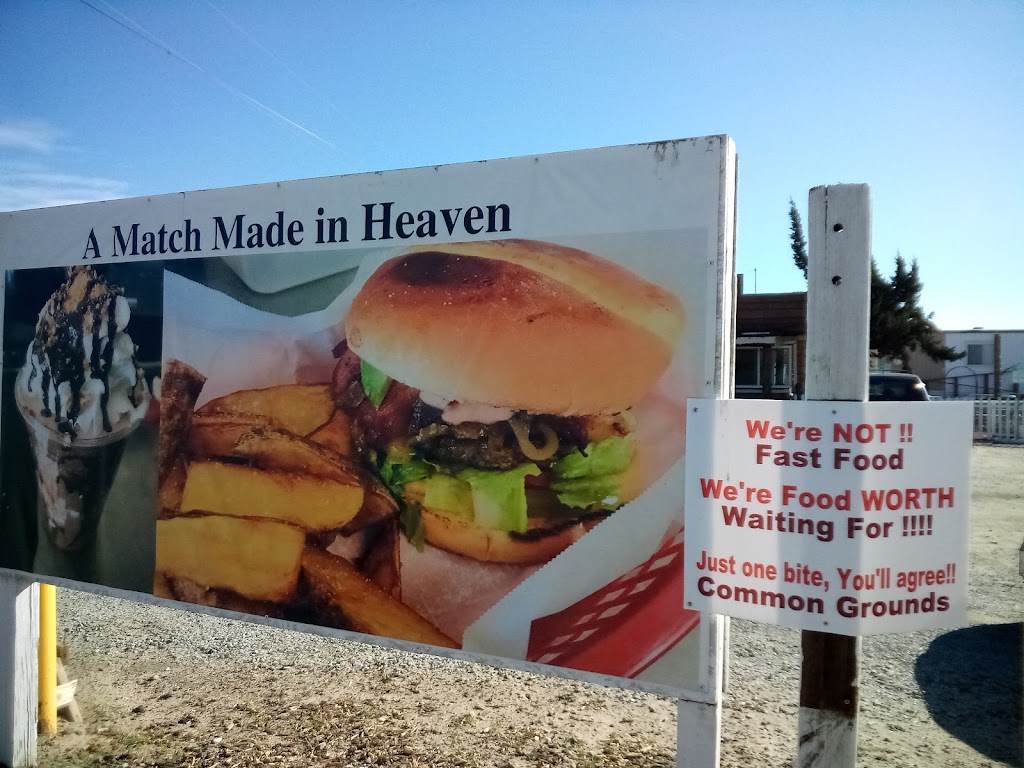 A Match Made in Heaven
We're NOT !!
Fast Food
We're Food WORTH
Waiting For !!!!
Just one bite, You'll agree!!
Common Grounds